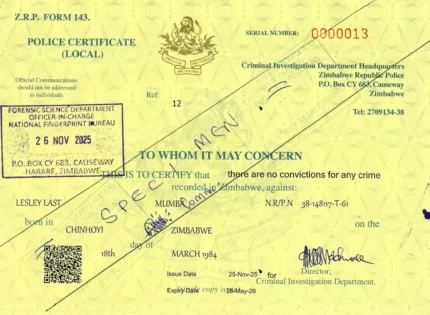 Z.R.P. FORM 143.
SERIAL NUMBER: 0000013
POLICE CERTIFICATE
(LOCAL)
Criminal Investigation Department Headquarters
Zimbabwe Republic Police
P.O. Box CY 683, Causeway
Zimbabwe
Official Communications
should not be addressed
to individuals
Ref: 12
Tel: 2709134-38
FORENSIC SCIENCE DEPARTMENT
OFFICER-IN-CHARGE
NATIONAL FINGERPRINT BUREAU
26 NOV 2025
P.O. BOX CY 683, CAUSEWAY
HARARE, ZIMBABWE
TO WHOM IT MAY CONCERN
THIS IS TO CERTIFY that there are no convictions for any crime
recorded in Zimbabwe, against:
SPECIMEN
LESLEY LAST MUMBA N.R/P.N 38-148117-T-61
born in CHINHOYI ZIMBABWE on the
18th day of MARCH 1984
Issue Date 25-Nov-25 for Director,
Criminal Investigation Department.
Expiry Date 25-May-26
copy is